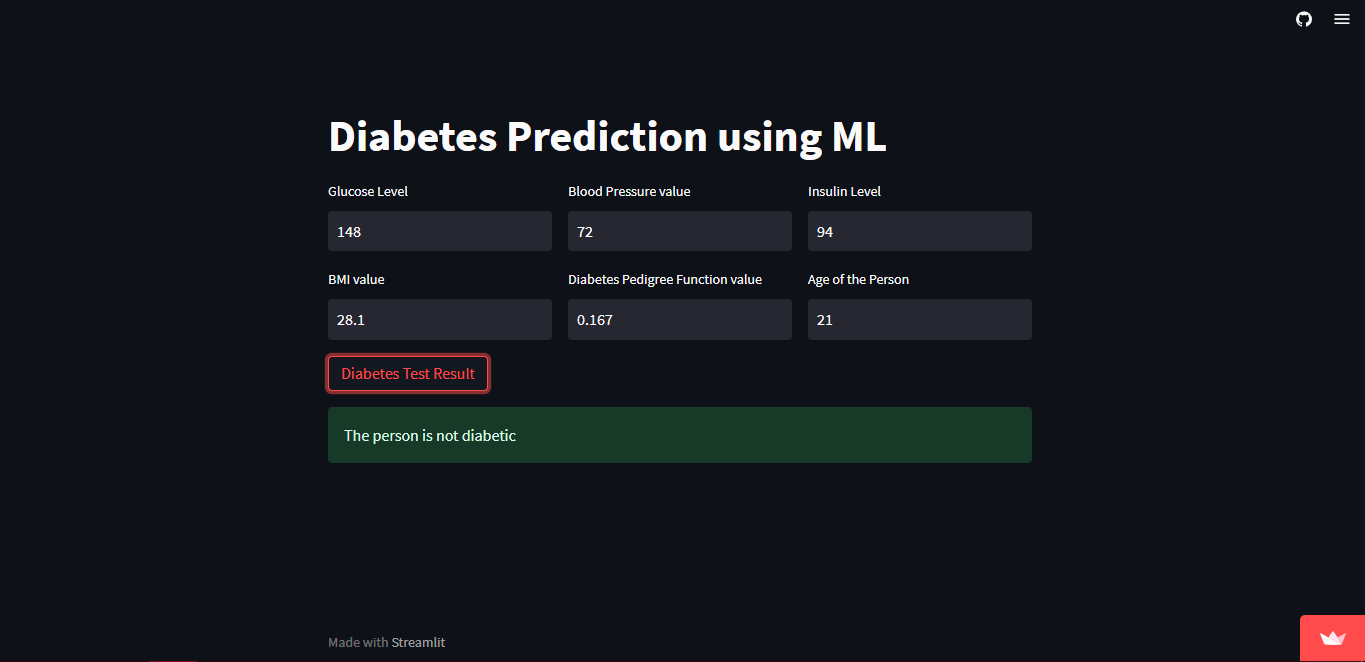 Diabetes Prediction using ML
Glucose Level Blood Pressure value Insulin Level
148 72 94
BMI value Diabetes Pedigree Function value Age of the Person
28.1 0.167 21
Diabetes Test Result
The person is not diabetic
Made with Streamlit